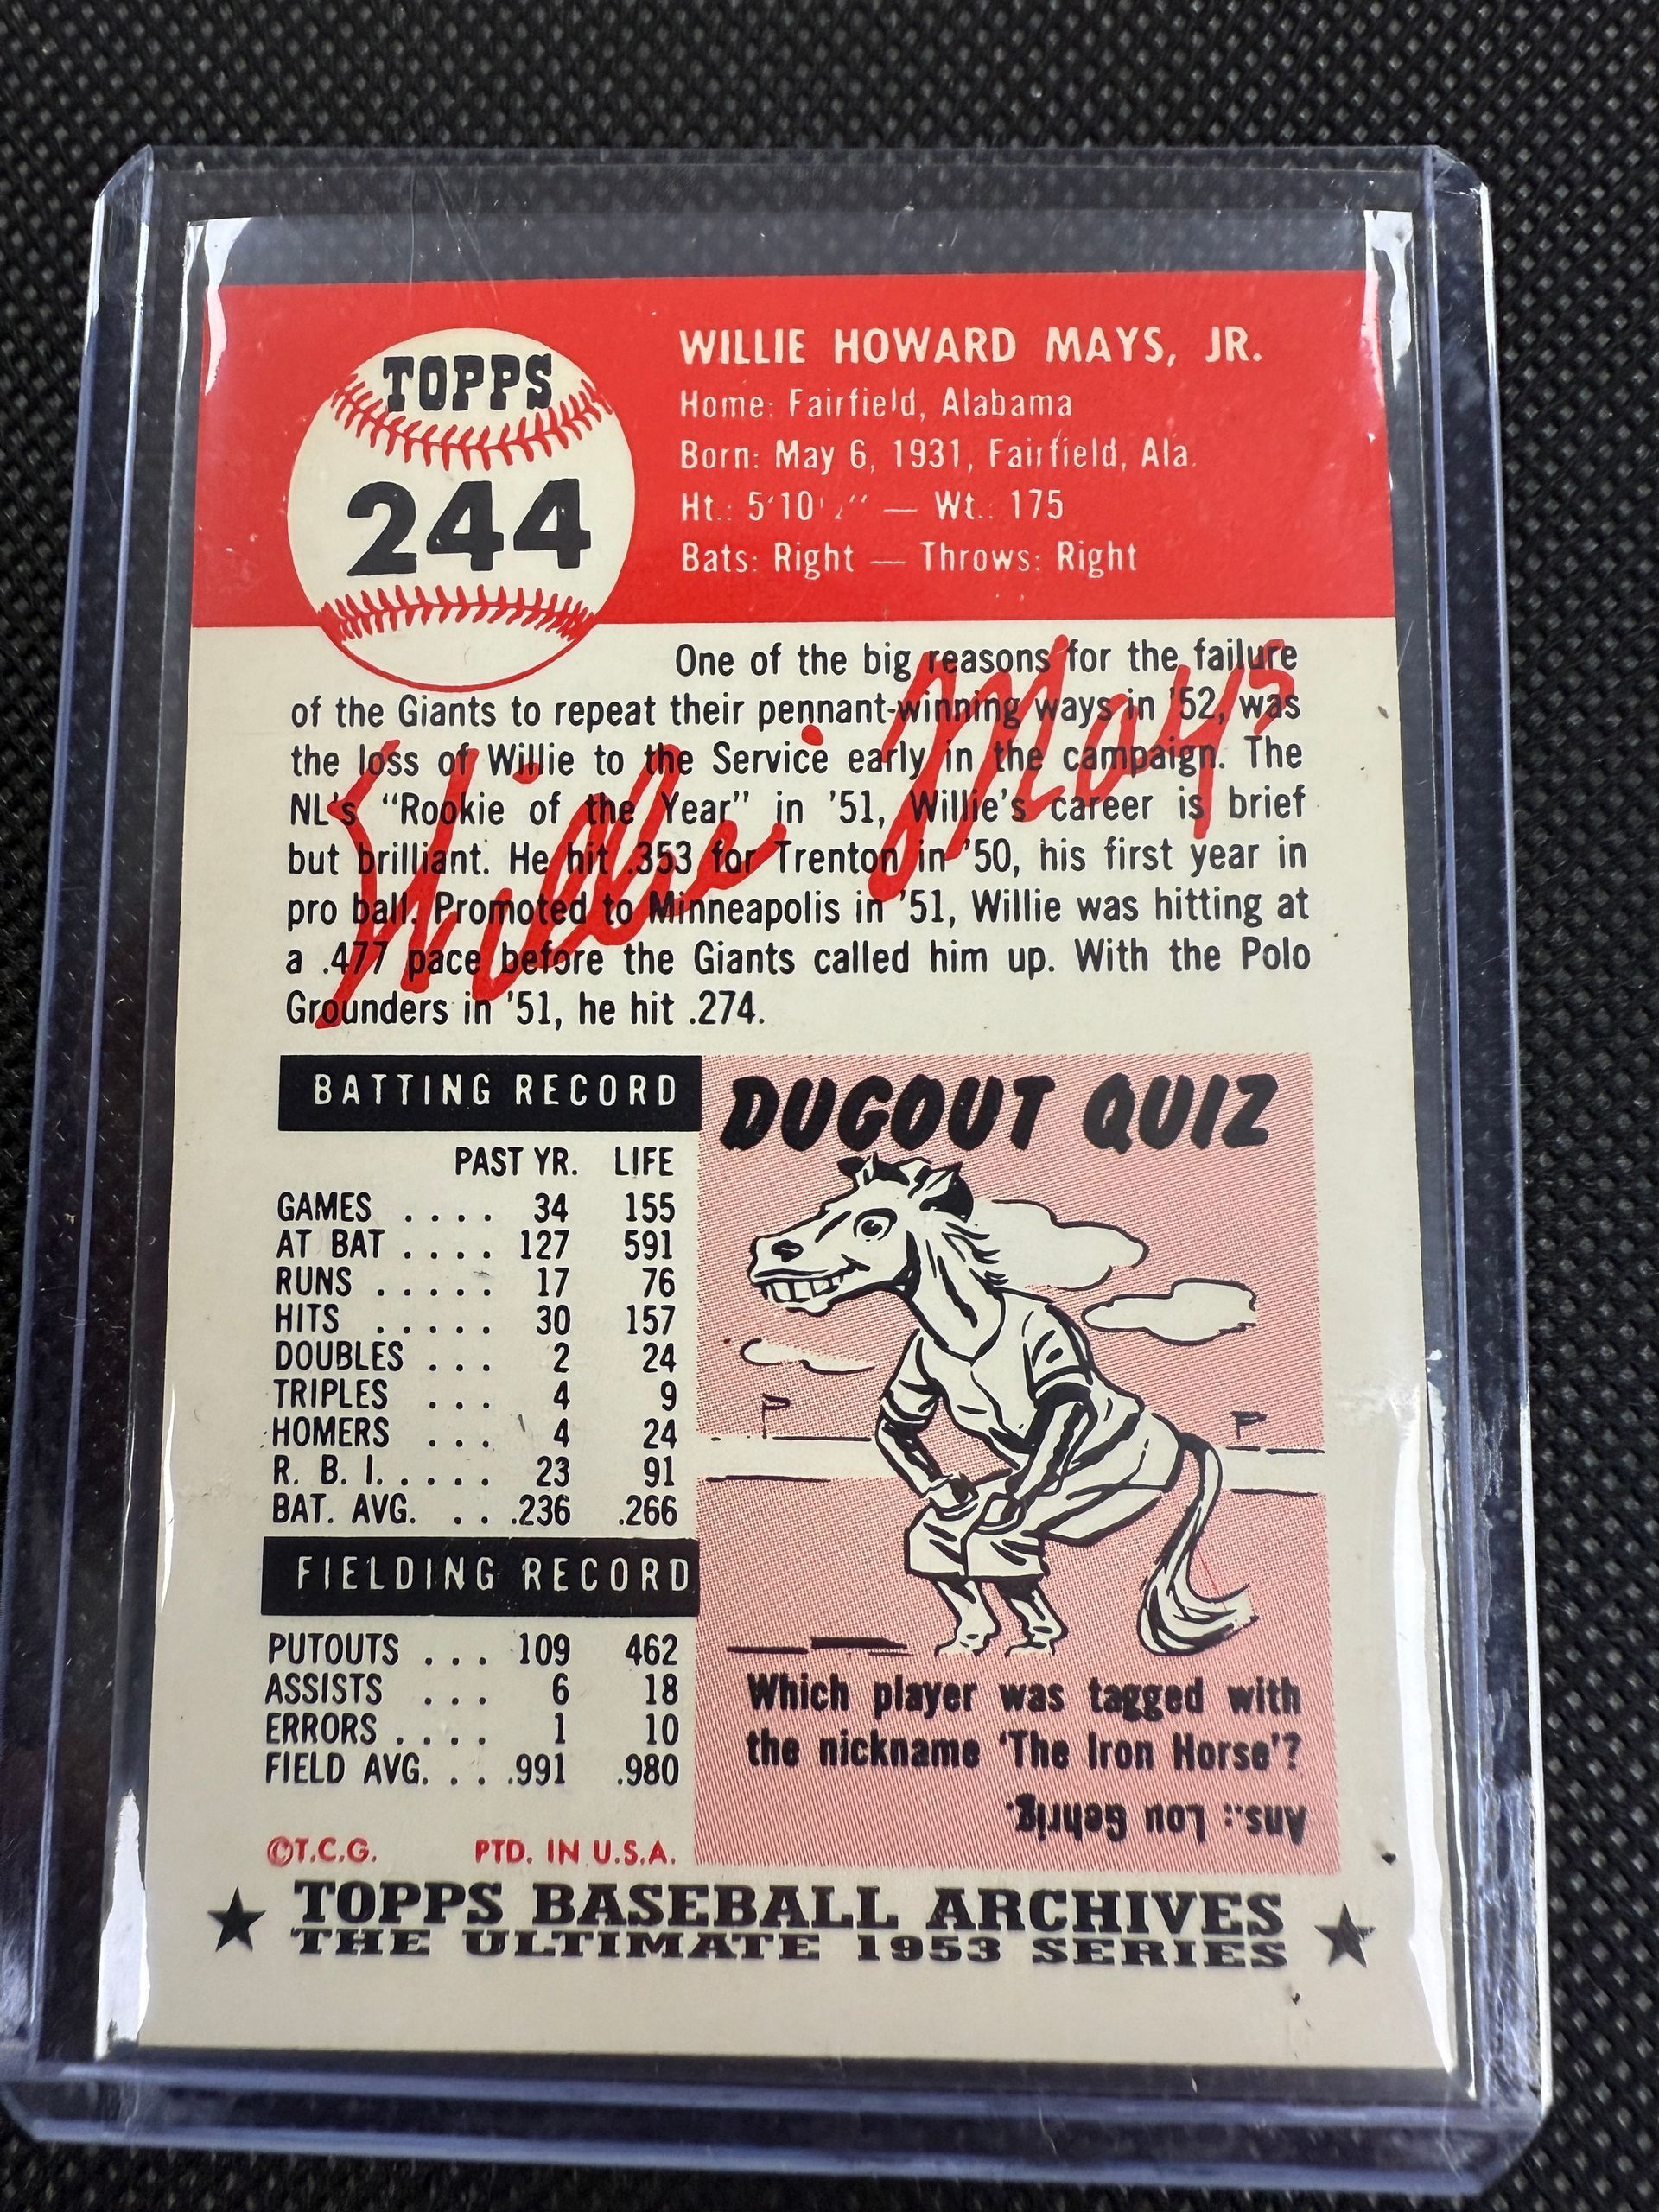 TOPPS
244
WILLIE HOWARD MAYS, JR.
Home: Fairfield, Alabama
Born: May 6, 1931, Fairfield, Ala.
Ht.: 5'10½" — Wt.: 175
Bats: Right — Throws: Right
One of the big reasons for the failure
of the Giants to repeat their pennant-winning ways in '52, was
the loss of Willie to the Service early in the campaign. The
NL's “Rookie of the Year” in '51, Willie's career is brief
but brilliant. He hit .353 for Trenton in '50, his first year in
pro ball. Promoted to Minneapolis in '51, Willie was hitting at
a .477 pace before the Giants called him up. With the Polo
Grounders in '51, he hit .274.
Willie Mays
BATTING RECORD
PAST YR. LIFE
GAMES .... 34 155
AT BAT .... 127 591
RUNS ..... 17 76
HITS ..... 30 157
DOUBLES ... 2 24
TRIPLES ... 4 9
HOMERS ... 4 24
R. B. I. .... 23 91
BAT. AVG. ...236 .266
FIELDING RECORD
PUTOUTS ... 109 462
ASSISTS ... 6 18
ERRORS .... 1 10
FIELD AVG. ...991 .980
©T.C.G. PTD. IN U.S.A.
DUGOUT QUIZ
Which player was tagged with
the nickname 'The Iron Horse'?
Ans.: Lou Gehrig.
★ TOPPS BASEBALL ARCHIVES ★
THE ULTIMATE 1953 SERIES